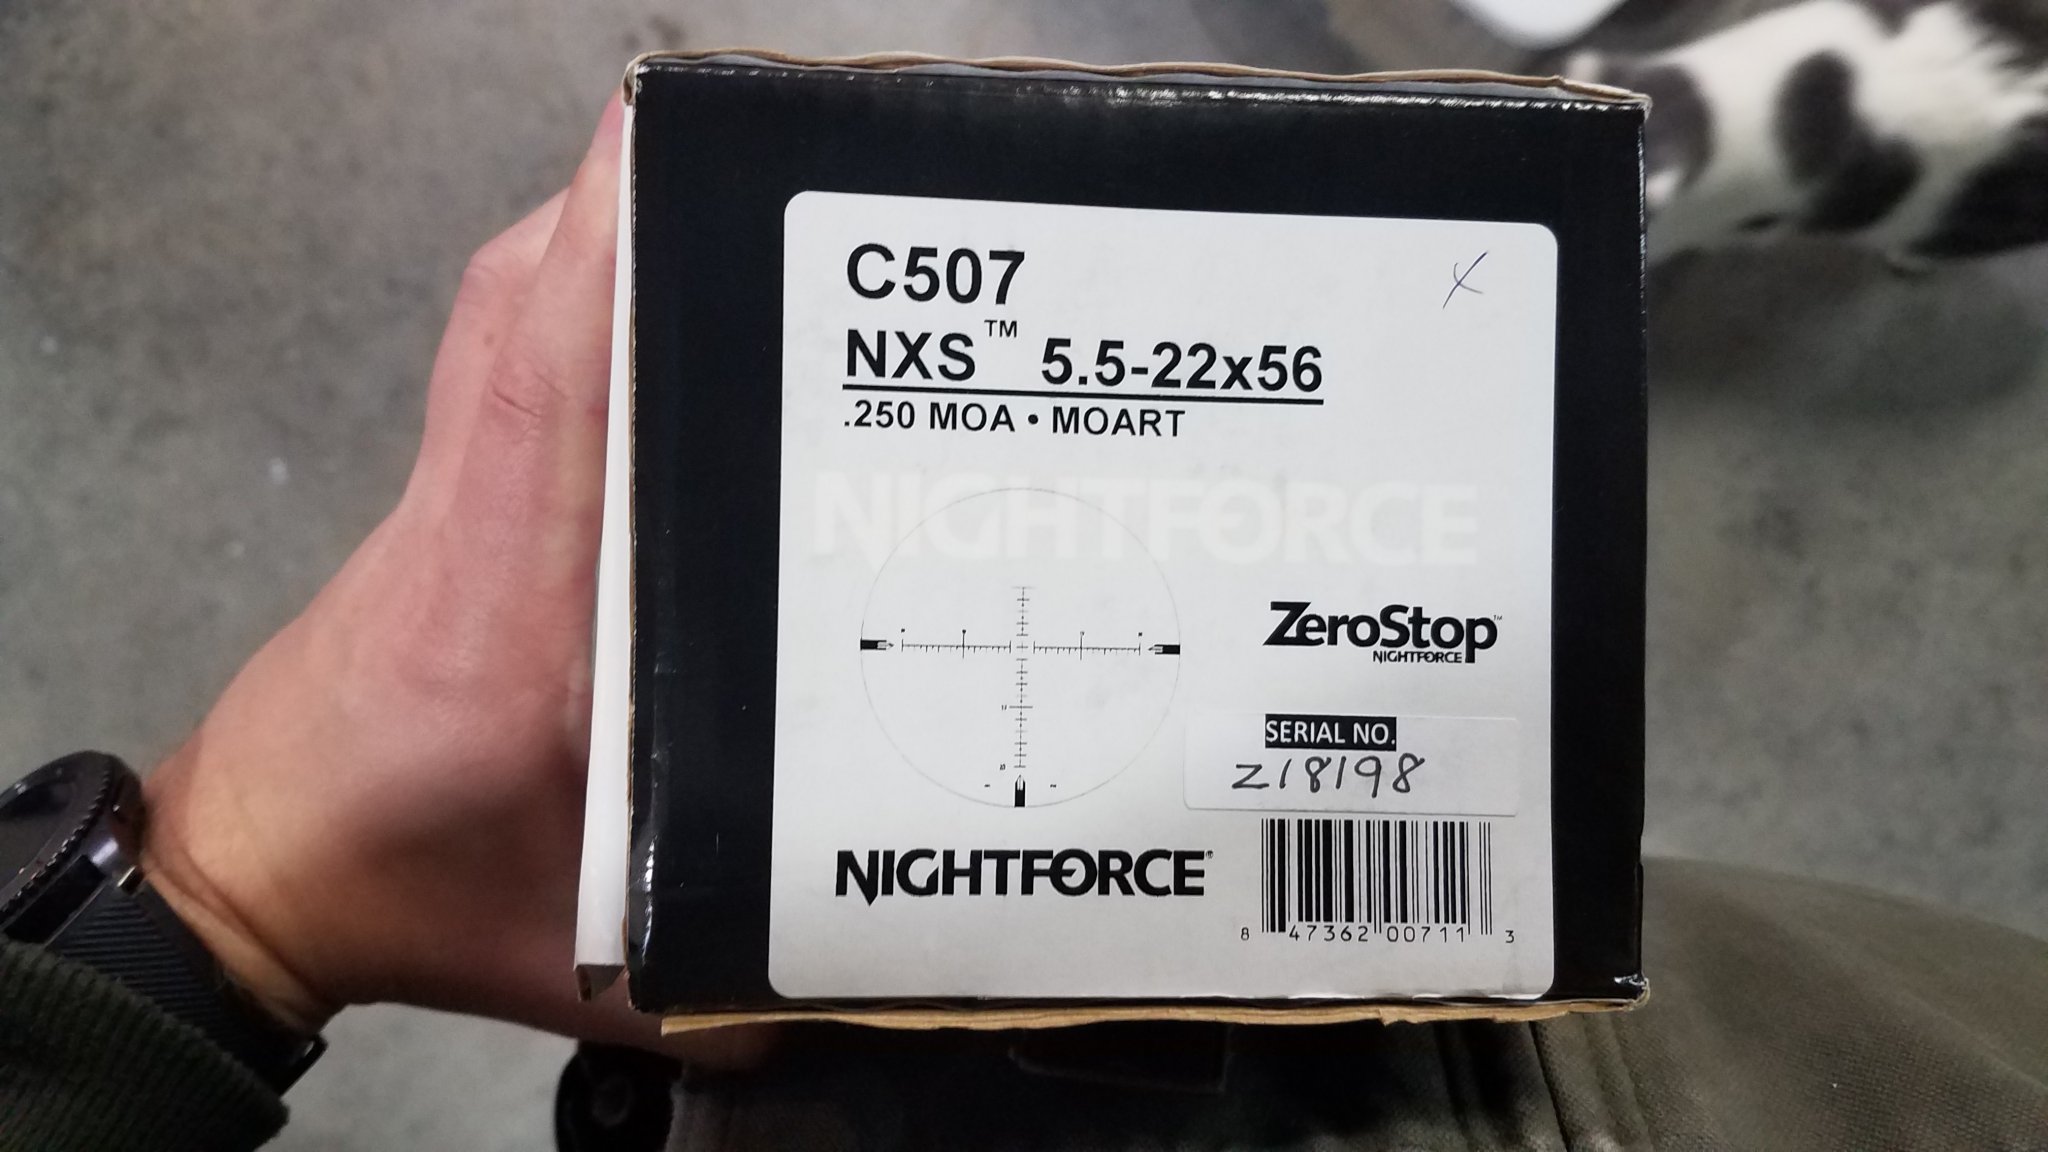 C507
NXS™ 5.5-22x56
.250 MOA • MOART
NIGHTFORCE
ZeroStop™
NIGHTFORCE
SERIAL NO.
Z18198
NIGHTFORCE®
8 47362 00711 3